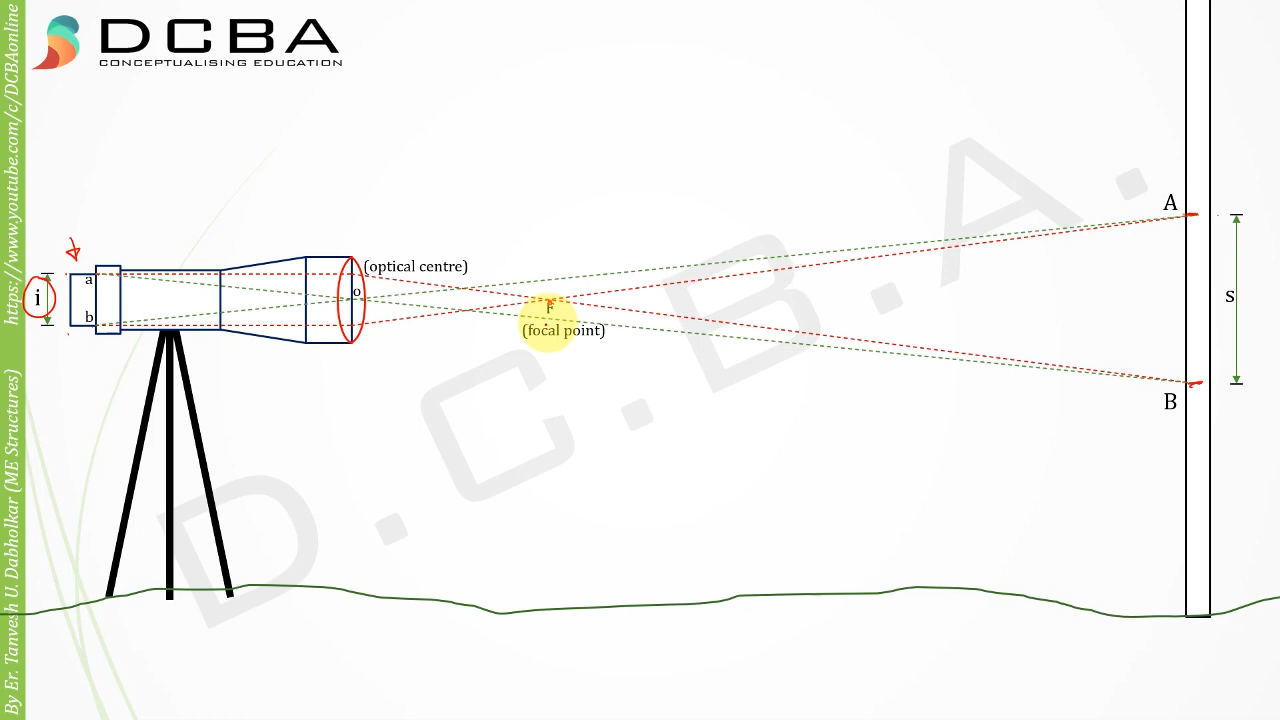 DCBA
CONCEPTUALISING EDUCATION
By Er. Tanvesh U. Dabholkar (ME Structures) https://www.youtube.com/c/DCBAonline
D.C.B.A.
A
(optical centre)
a
i
o
s
b
F
(focal point)
B